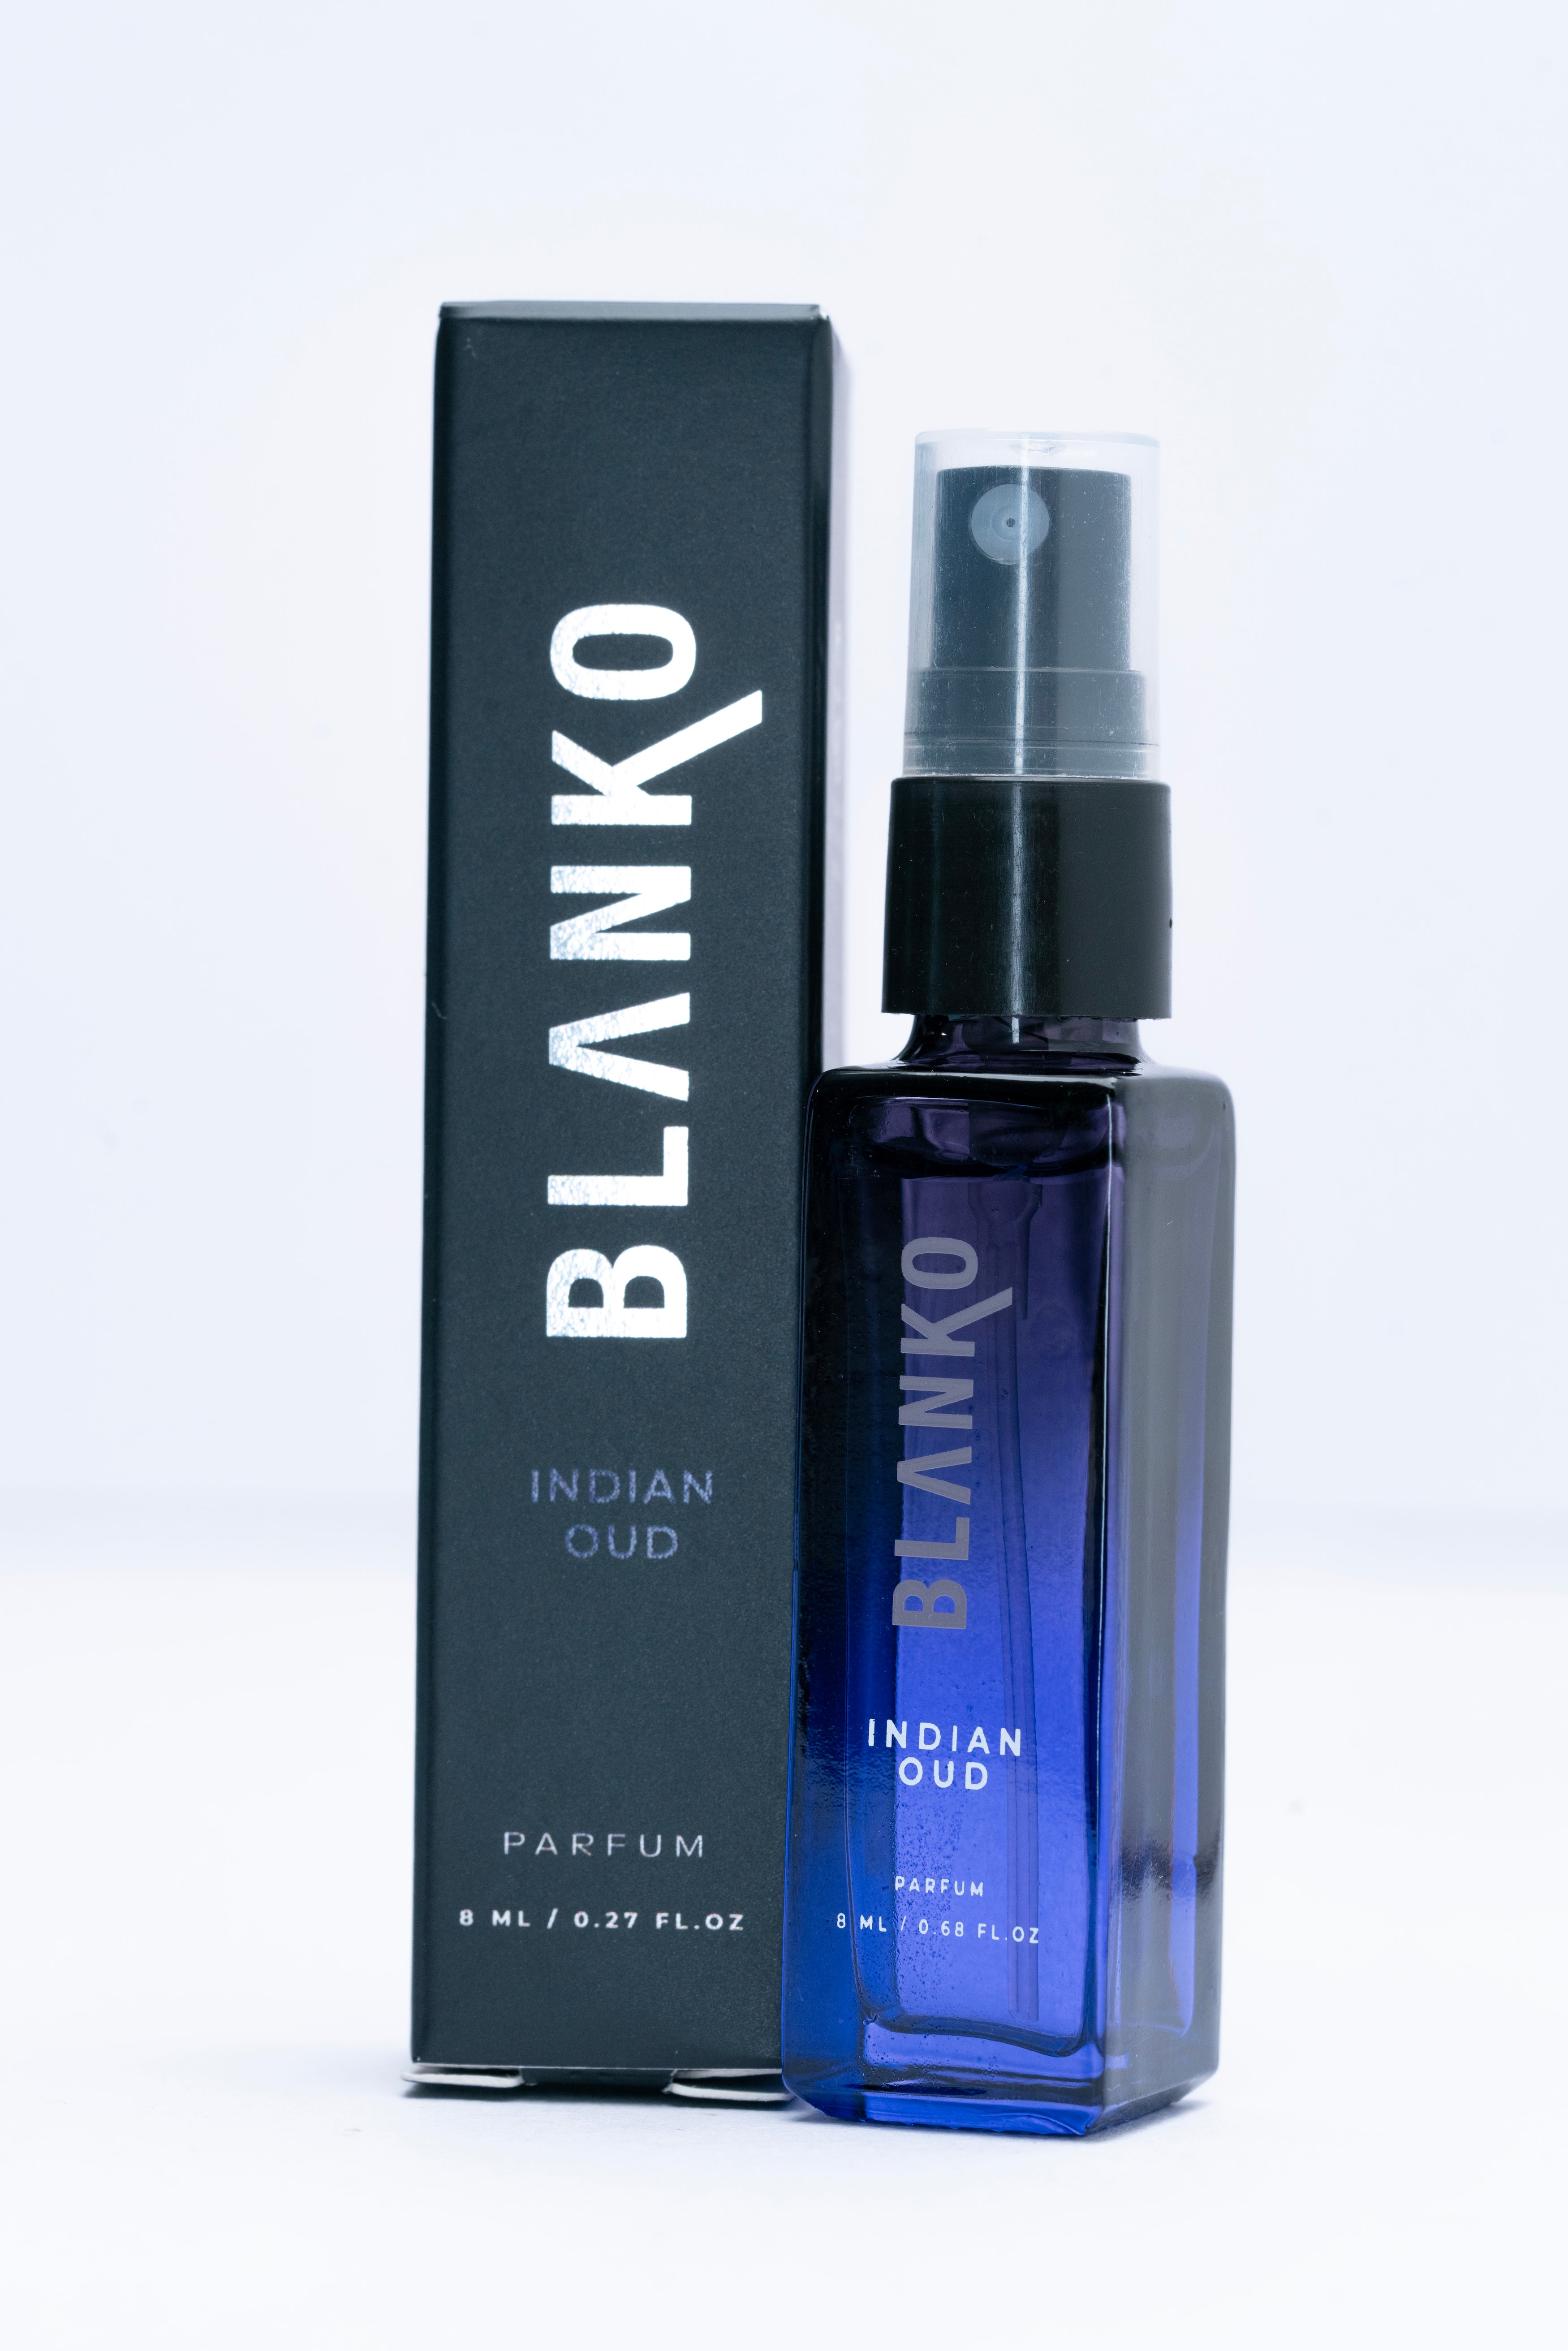 BLANKO
INDIAN
OUD
PARFUM
8 ML / 0.27 FL.OZ
BLANKO
INDIAN
OUD
PARFUM
8 ML / 0.68 FL.OZ